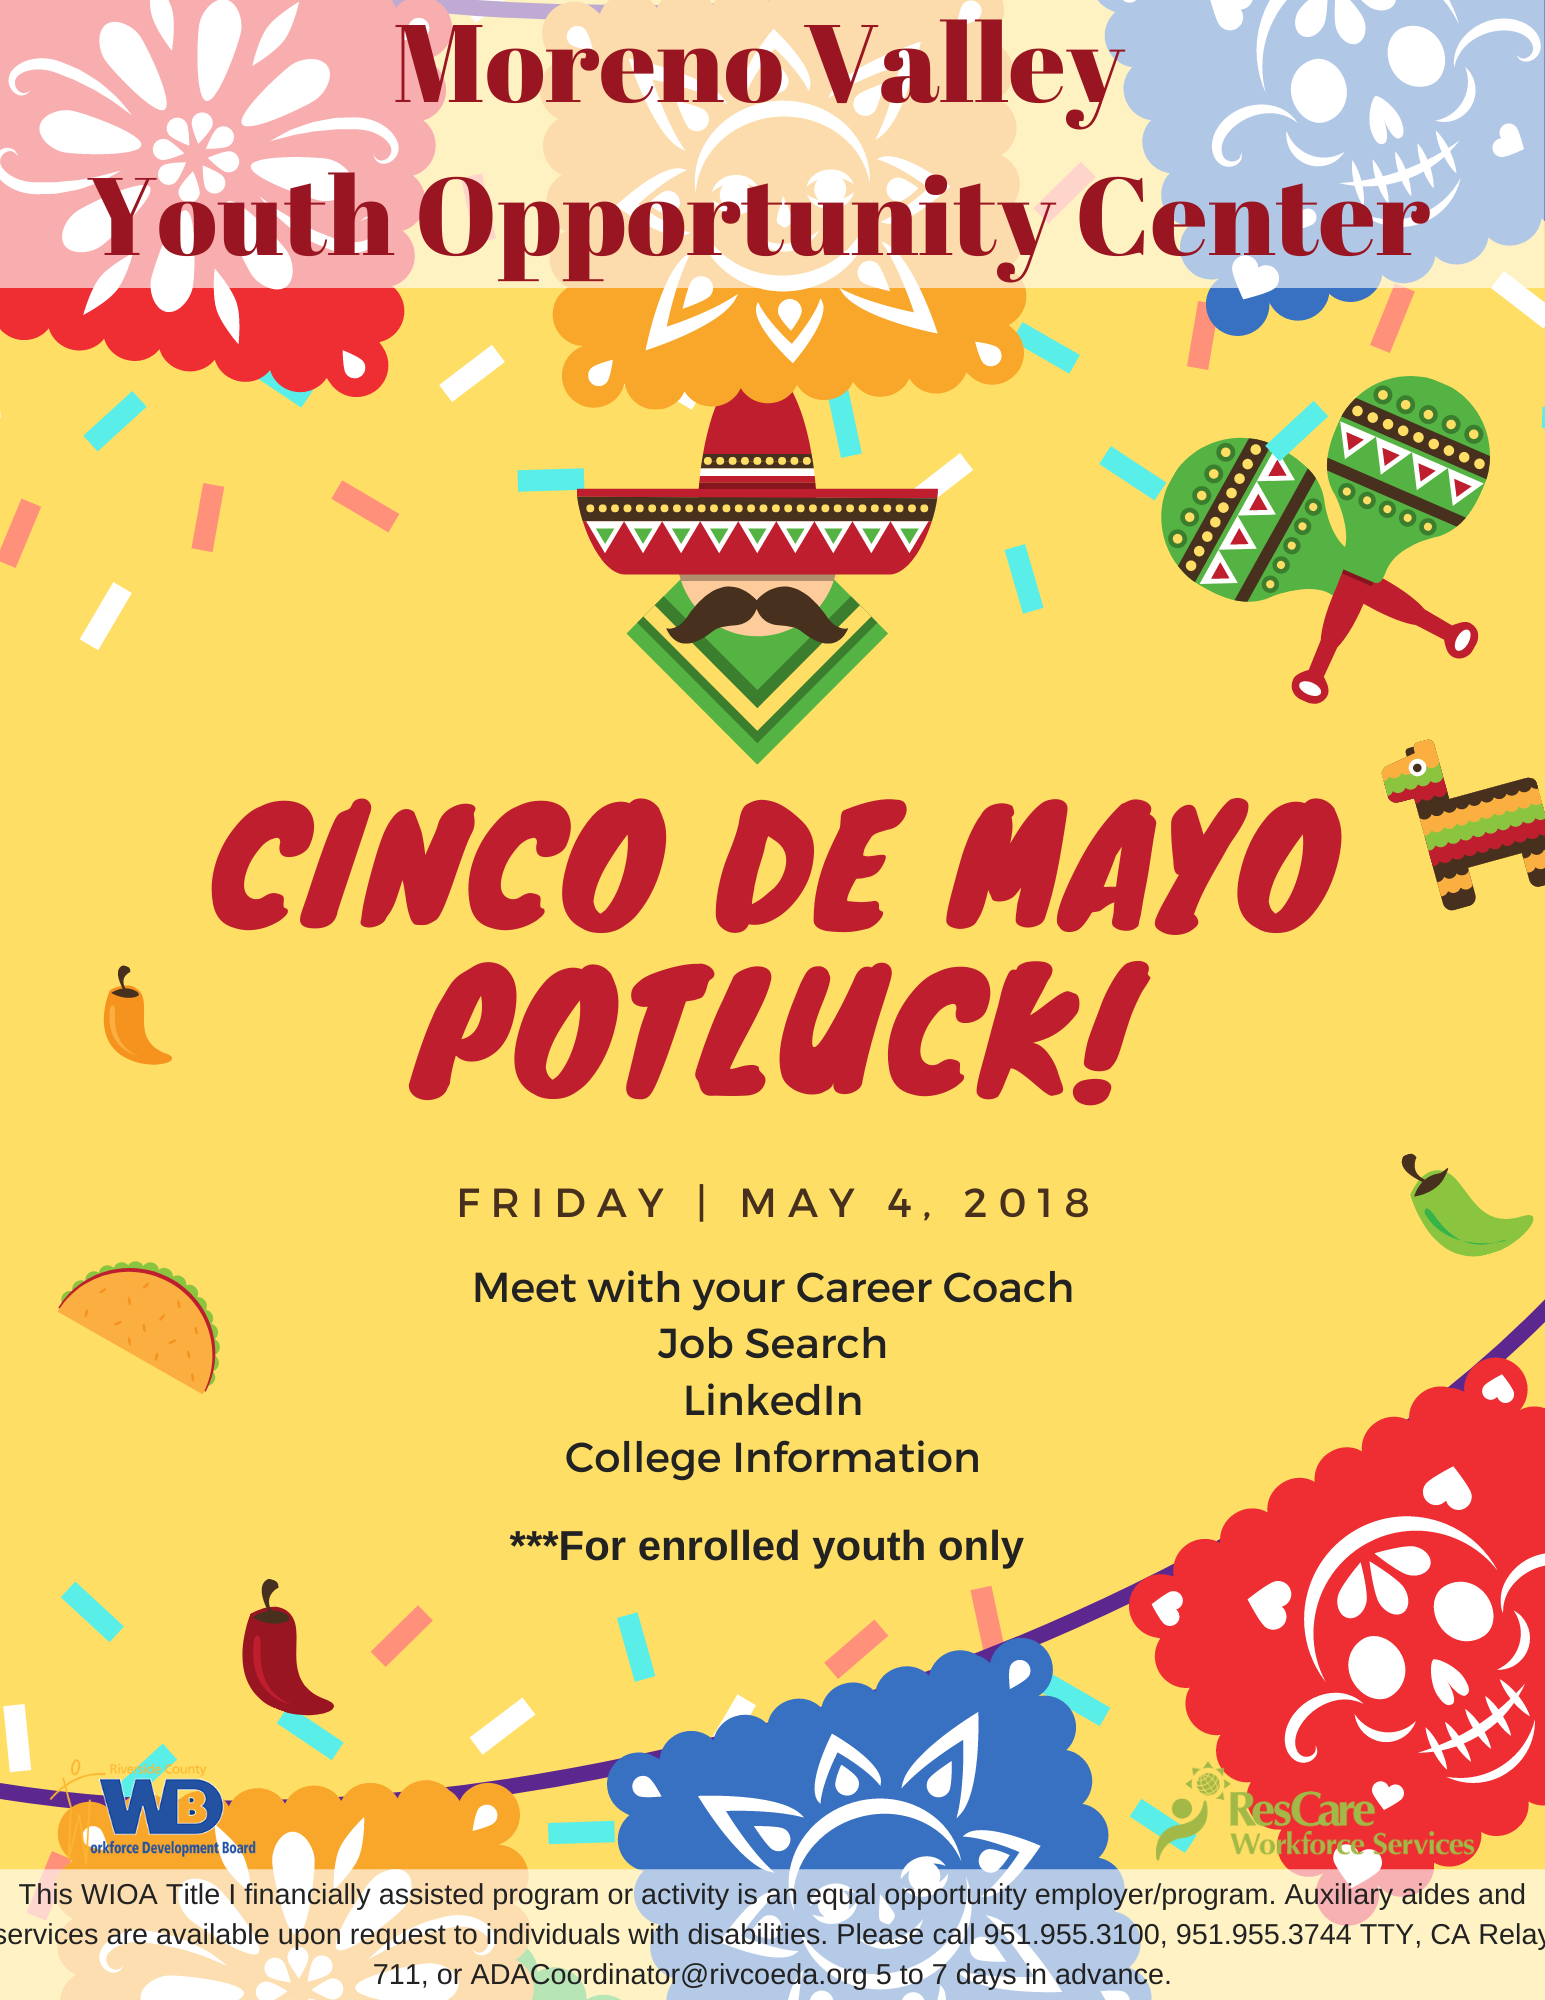 Moreno Valley
Youth Opportunity Center
CINCO DE MAYO
POTLUCK!
FRIDAY | MAY 4, 2018
Meet with your Career Coach
Job Search
LinkedIn
College Information
***For enrolled youth only
Riverside County
WDB
orkforce Development Board
ResCare
Workforce Services
This WIOA Title I financially assisted program or activity is an equal opportunity employer/program. Auxiliary aides and
services are available upon request to individuals with disabilities. Please call 951.955.3100, 951.955.3744 TTY, CA Relay
711, or ADACoordinator@rivcoeda.org 5 to 7 days in advance.